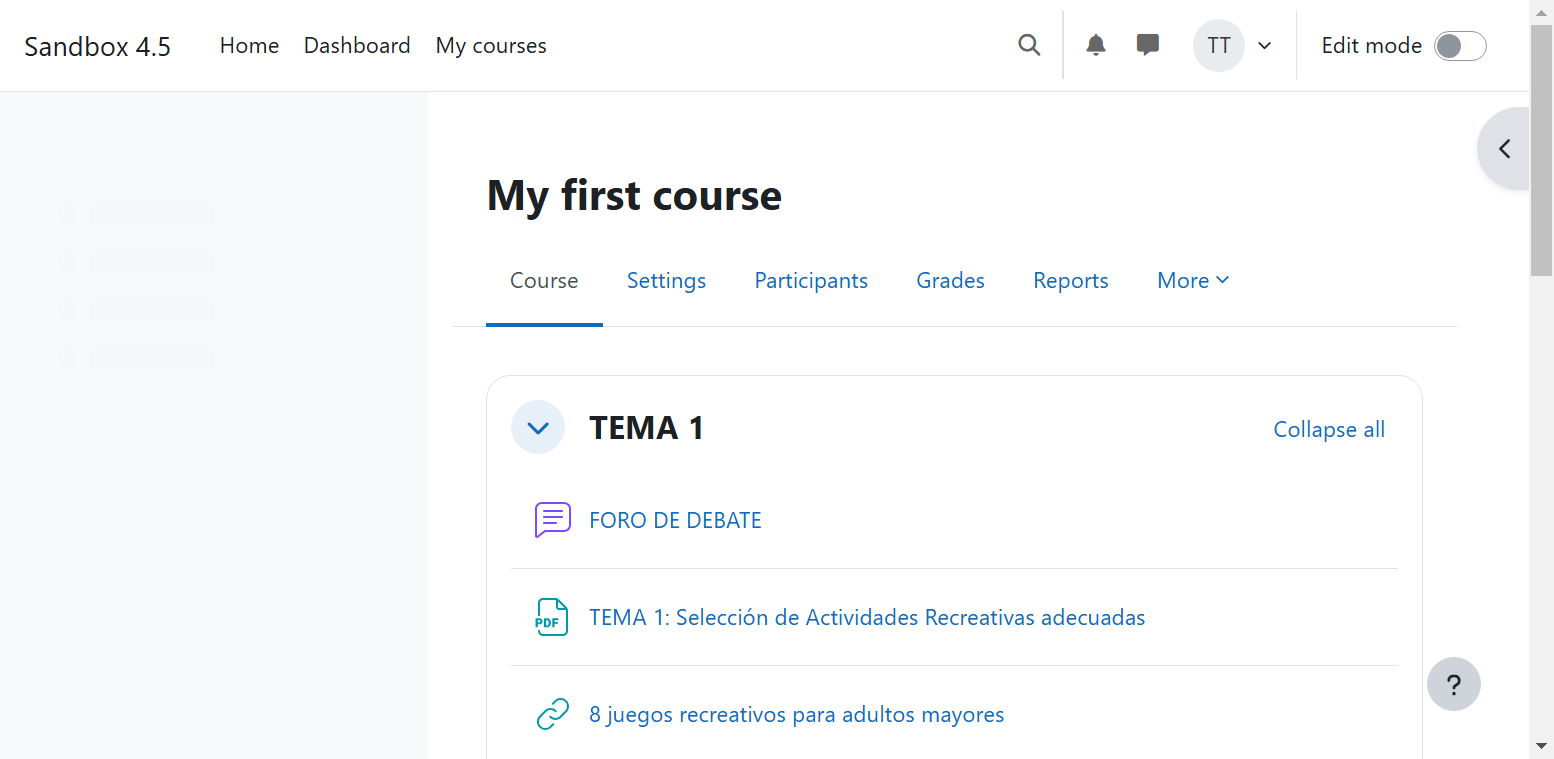 Sandbox 4.5 Home Dashboard My courses TT Edit mode
My first course
Course Settings Participants Grades Reports More
TEMA 1 Collapse all
FORO DE DEBATE
PDF TEMA 1: Selección de Actividades Recreativas adecuadas
8 juegos recreativos para adultos mayores
?